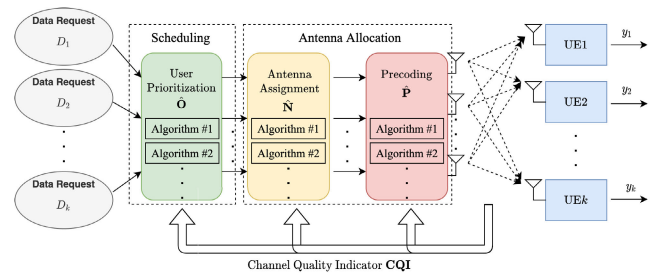 Data Request
D₁
Data Request
D₂
Data Request
Dₖ
Scheduling
User
Prioritization
Ô
Algorithm #1
Algorithm #2
Antenna Allocation
Antenna
Assignment
N̂
Algorithm #1
Algorithm #2
Precoding
P̂
Algorithm #1
Algorithm #2
UE1
y₁
UE2
y₂
UEk
yₖ
Channel Quality Indicator CQI